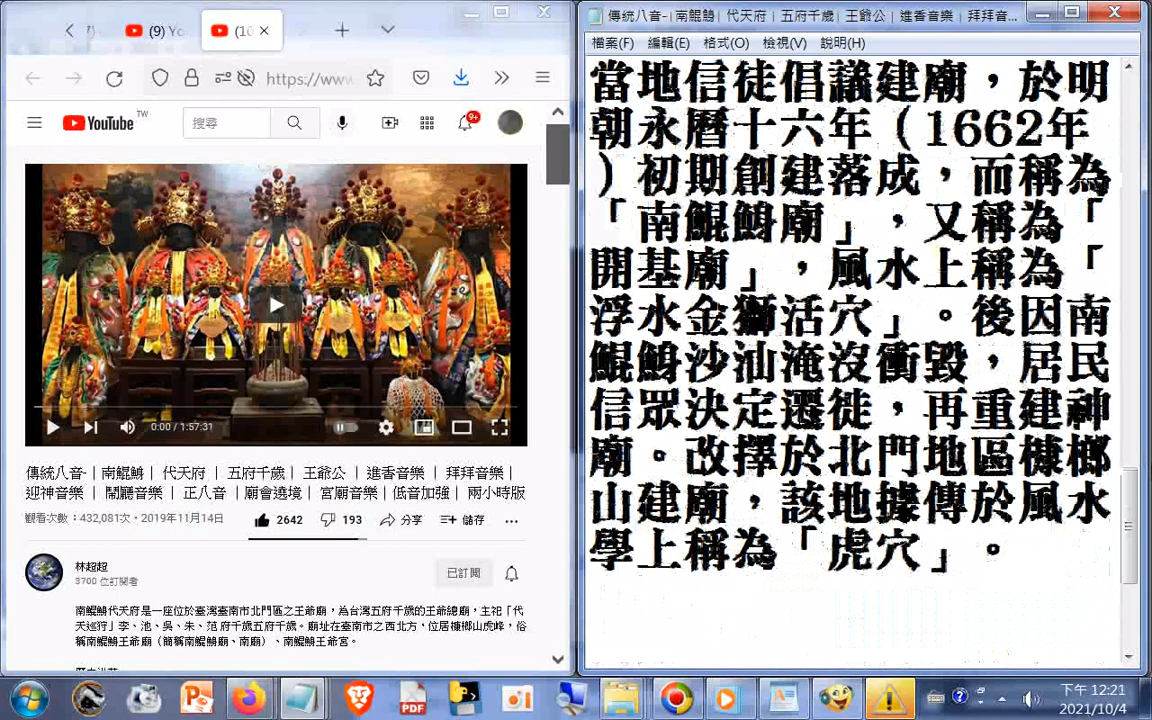 (9) Yo
(10
https://www
YouTube TW
搜尋
9+
0:00 / 1:57:31
傳統八音-｜南鯤鯓｜ 代天府｜ 五府千歲｜ 王爺公｜ 進香音樂｜ 拜拜音樂｜
迎神音樂｜ 鬧廳音樂｜ 正八音｜廟會遶境｜ 宮廟音樂｜低音加強｜ 兩小時版
觀看次數：432,081次・2019年11月14日
2642
193
分享
儲存
林超超
3700 位訂閱者
已訂閱
南鯤鯓代天府是一座位於臺灣臺南市北門區之王爺廟，為台灣五府千歲的王爺總廟，主祀「代
天巡狩」李、池、吳、朱、范府千歲五府千歲。廟址在臺南市之西北方，位居槺榔山虎峰，俗
稱南鯤鯓王爺廟（簡稱南鯤鯓廟、南廟）、南鯤鯓王爺宮。
傳統八音-｜南鯤鯓｜ 代天府｜ 五府千歲｜ 王爺公｜ 進香音樂｜ 拜拜音...
檔案(F) 編輯(E) 格式(O) 檢視(V) 說明(H)
當地信徒倡議建廟，於明
朝永曆十六年（1662年
）初期創建落成，而稱為
「南鯤鯓廟」，又稱為「
開基廟」，風水上稱為「
浮水金獅活穴」。後因南
鯤鯓沙汕淹沒衝毀，居民
信眾決定遷徙，再重建神
廟。改擇於北門地區槺榔
山建廟，該地據傳於風水
學上稱為「虎穴」。
PDF
下午 12:21
2021/10/4